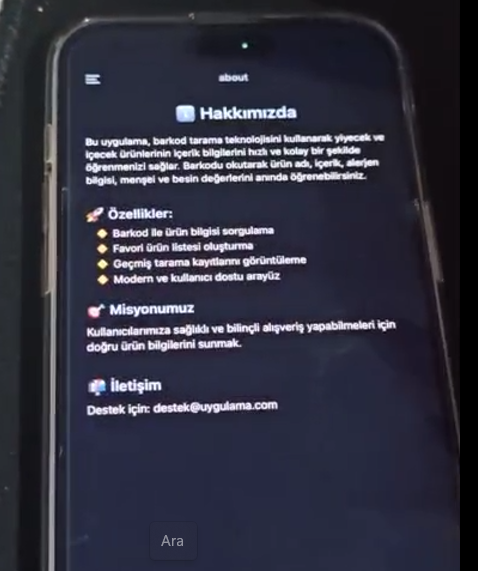 about
Hakkımızda
Bu uygulama, barkod tarama teknolojisini kullanarak yiyecek ve
içecek ürünlerinin içerik bilgilerini hızlı ve kolay bir şekilde
öğrenmenizi sağlar. Barkodu okutarak ürün adı, içerik, alerjen
bilgisi, menşei ve besin değerlerini anında öğrenebilirsiniz.
Özellikler:
Barkod ile ürün bilgisi sorgulama
Favori ürün listesi oluşturma
Geçmiş tarama kayıtlarını görüntüleme
Modern ve kullanıcı dostu arayüz
Misyonumuz
Kullanıcılarımıza sağlıklı ve bilinçli alışveriş yapabilmeleri için
doğru ürün bilgilerini sunmak.
İletişim
Destek için: destek@uygulama.com
Ara